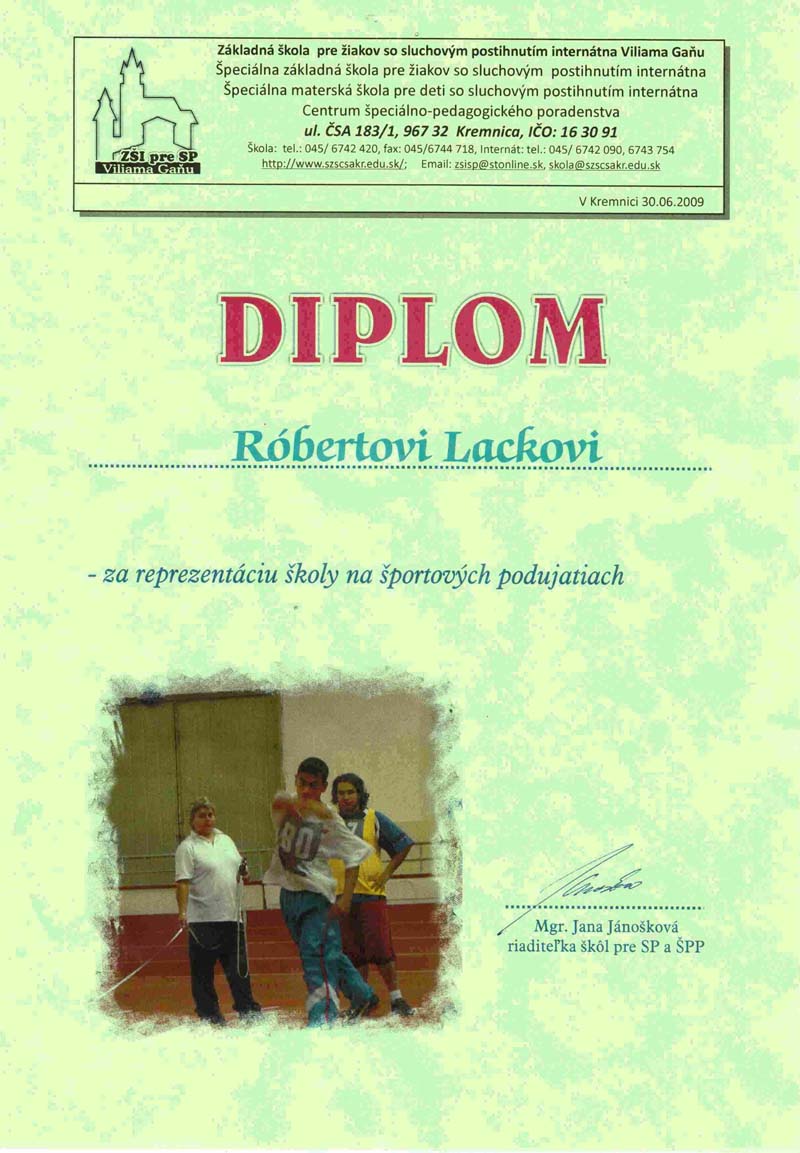 Základná škola pre žiakov so sluchovým postihnutím internátna Viliama Gaňu
Špeciálna základná škola pre žiakov so sluchovým postihnutím internátna
Špeciálna materská škola pre deti so sluchovým postihnutím internátna
Centrum špeciálno-pedagogického poradenstva
ul. ČSA 183/1, 967 32 Kremnica, IČO: 16 30 91
Škola: tel.: 045/ 6742 420, fax: 045/6744 718, Internát: tel.: 045/ 6742 090, 6743 754
http://www.szscsakr.edu.sk/; Email: zsisp@stonline.sk, skola@szscsakr.edu.sk
ZŠI pre SP
Viliama Gaňu
V Kremnici 30.06.2009
DIPLOM
Róbertovi Lackovi
- za reprezentáciu školy na športových podujatiach
80
7
Mgr. Jana Jánošková
riaditeľka škôl pre SP a ŠPP